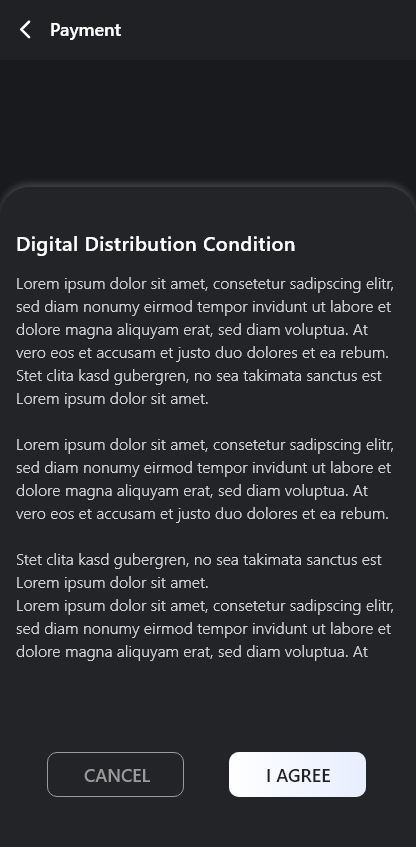 Payment
Digital Distribution Condition
Lorem ipsum dolor sit amet, consetetur sadipscing elitr,
sed diam nonumy eirmod tempor invidunt ut labore et
dolore magna aliquyam erat, sed diam voluptua. At
vero eos et accusam et justo duo dolores et ea rebum.
Stet clita kasd gubergren, no sea takimata sanctus est
Lorem ipsum dolor sit amet.
Lorem ipsum dolor sit amet, consetetur sadipscing elitr,
sed diam nonumy eirmod tempor invidunt ut labore et
dolore magna aliquyam erat, sed diam voluptua. At
vero eos et accusam et justo duo dolores et ea rebum.
Stet clita kasd gubergren, no sea takimata sanctus est
Lorem ipsum dolor sit amet.
Lorem ipsum dolor sit amet, consetetur sadipscing elitr,
sed diam nonumy eirmod tempor invidunt ut labore et
dolore magna aliquyam erat, sed diam voluptua. At
CANCEL
I AGREE